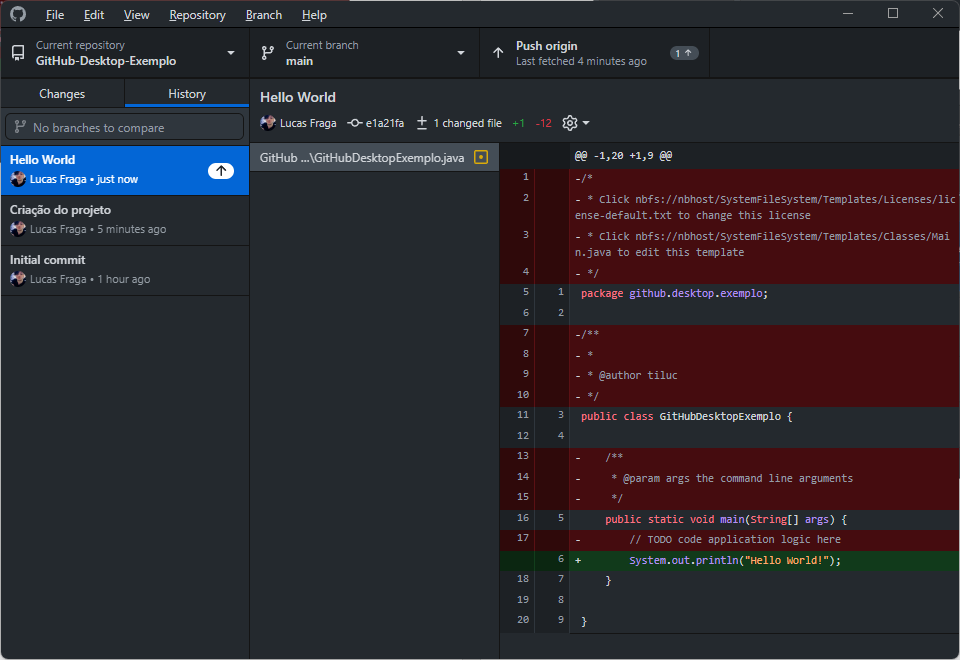 File Edit View Repository Branch Help
Current repository
GitHub-Desktop-Exemplo
Current branch
main
Push origin
Last fetched 4 minutes ago
1
Changes History
No branches to compare
Hello World
Lucas Fraga • just now
Criação do projeto
Lucas Fraga • 5 minutes ago
Initial commit
Lucas Fraga • 1 hour ago
Hello World
Lucas Fraga e1a21fa 1 changed file +1 -12
GitHub ...\GitHubDesktopExemplo.java
@@ -1,20 +1,9 @@
1 -/*
2 - * Click nbfs://nbhost/SystemFileSystem/Templates/Licenses/lic
ense-default.txt to change this license
3 - * Click nbfs://nbhost/SystemFileSystem/Templates/Classes/Mai
n.java to edit this template
4 - */
5 1 package github.desktop.exemplo;
6 2
7 -/**
8 - *
9 - * @author tiluc
10 - */
11 3 public class GitHubDesktopExemplo {
12 4
13 - /**
14 - * @param args the command line arguments
15 - */
16 5 public static void main(String[] args) {
17 - // TODO code application logic here
6 + System.out.println("Hello World!");
18 7 }
19 8
20 9 }